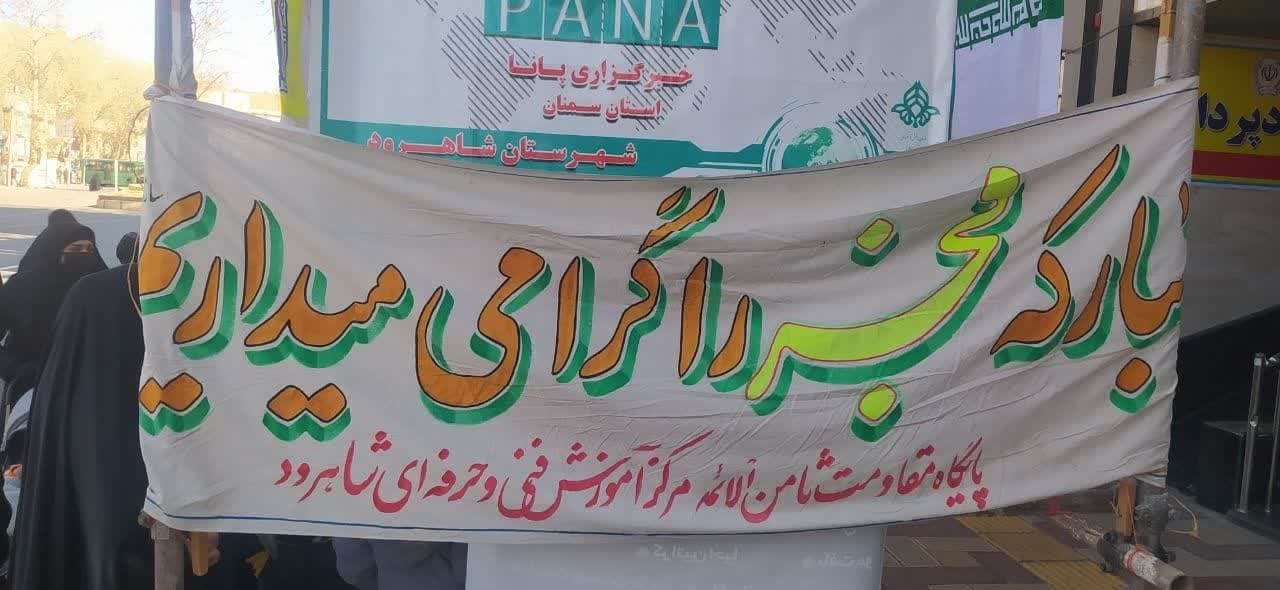 PANA
خبرگزاری پانا
استان سمنان
شهرستان شاهرود
مبارکه فجر را گرامی میداریم
پایگاه مقاومت ثامن الائمه مرکز آموزش فنی و حرفه ای شاهرود